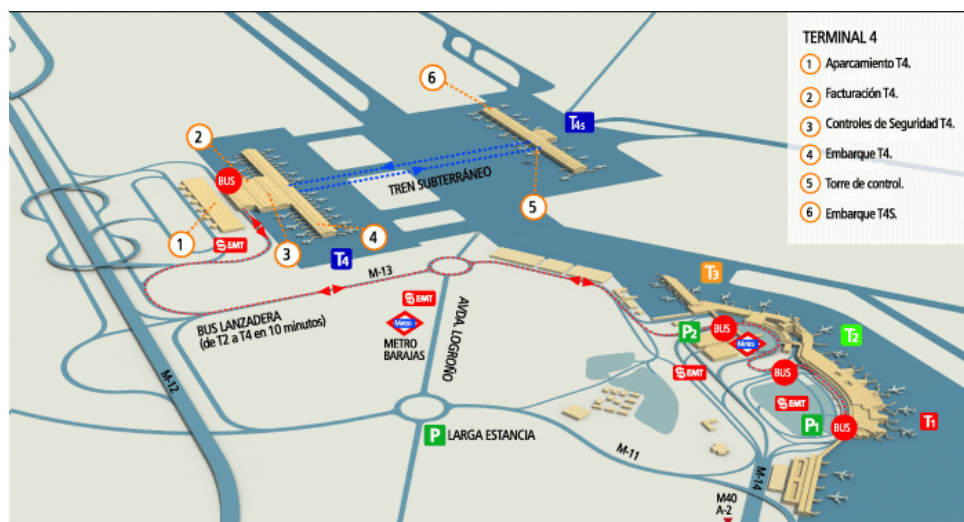 TERMINAL 4
1 Aparcamiento T4.
2 Facturación T4.
3 Controles de Seguridad T4.
4 Embarque T4.
5 Torre de control.
6 Embarque T4S.
6
T4S
2
BUS
TREN SUBTERRÁNEO
5
1
EMT
3
4
T4
M-13
T3
BUS LANZADERA
(de T2 a T4 en 10 minutos)
EMT
Metro
METRO
BARAJAS
AVDA. LOGROÑO
P2
BUS
Metro
T2
M-12
EMT
BUS
EMT
P1
BUS
T1
P LARGA ESTANCIA
M-11
M-14
M40
A-2